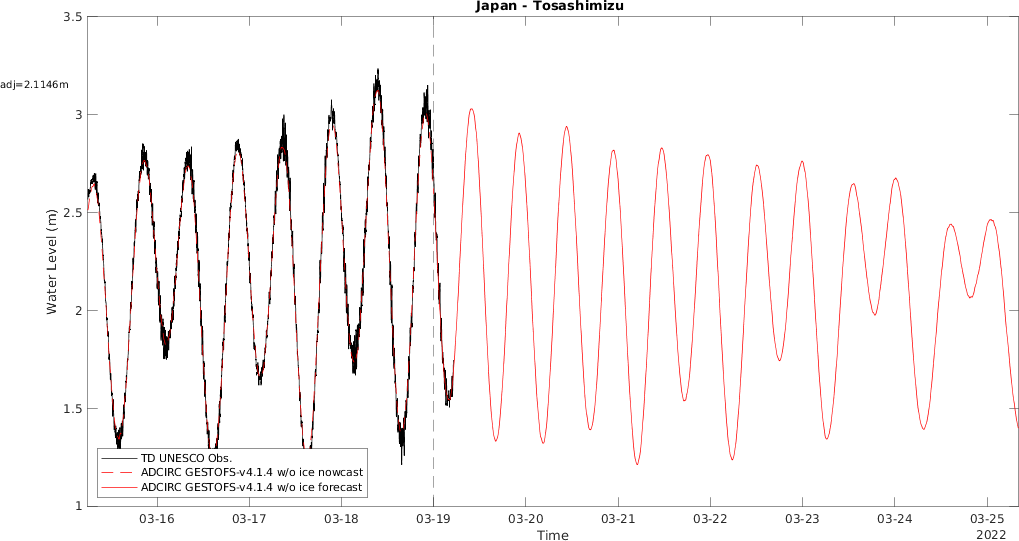 Japan - Tosashimizu
3.5
adj=2.1146m
3
2.5
2
1.5
1
Water Level (m)
TD UNESCO Obs.
ADCIRC GESTOFS-v4.1.4 w/o ice nowcast
ADCIRC GESTOFS-v4.1.4 w/o ice forecast
03-16 03-17 03-18 03-19 03-20 03-21 03-22 03-23 03-24 03-25
Time
2022